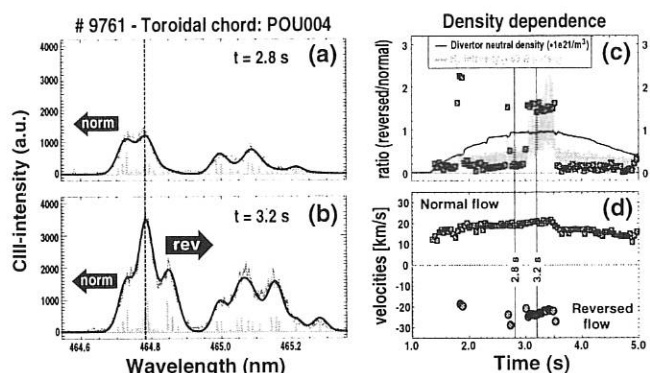 # 9761 - Toroidal chord: POU004
Density dependence
4000
3000
2000
1000
0
t = 2.8 s
(a)
norm
4000
3000
2000
1000
0
t = 3.2 s
(b)
norm
rev
CIII-intensity (a.u.)
464.6
464.8
465.0
465.2
Wavelength (nm)
ratio (reversed/normal)
3
2
1
0
Divertor neutral density (*1e21/m³)
(c)
3
2
1
0
velocities [km/s]
30
20
10
0
-10
-20
-30
Normal flow
(d)
2.8 s
3.2 s
Reversed
flow
1.0
2.0
3.0
4.0
5.0
Time (s)